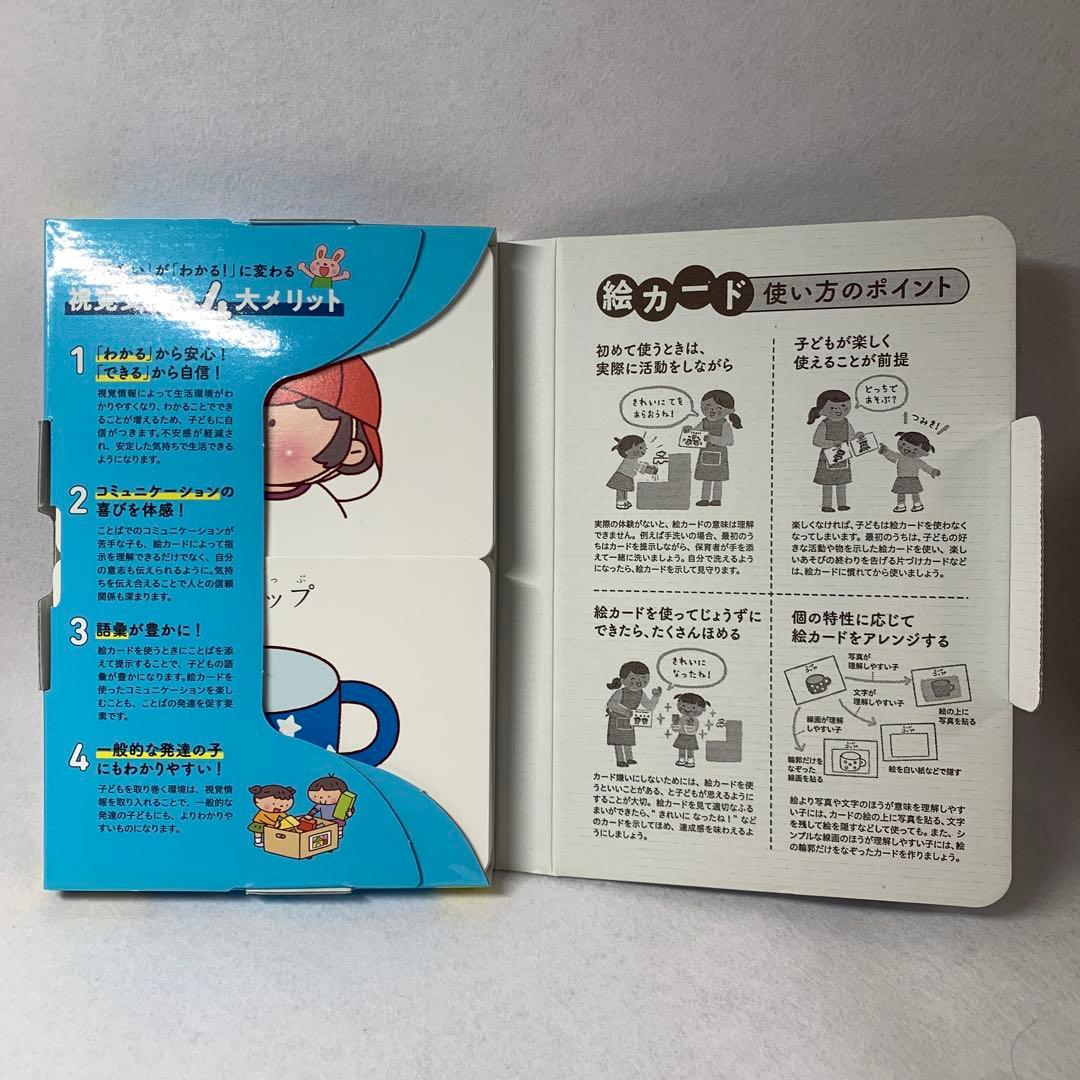 い」が「わかる！」に変わる
視覚
4大メリット
1 「わかる」から安心！
「できる」から自信！
視覚情報によって生活環境がわ
かりやすくなり、わかることでで
きることが増えるため、子どもに自
信がつきます。不安感が軽減さ
れ、安定した気持ちで生活できる
ようになります。
2 コミュニケーションの
喜びを体感！
ことばでのコミュニケーションが
苦手な子も、絵カードによって指
示を理解できるだけでなく、自分
の意志も伝えられるように。気持
ちを伝え合えることで人との信頼
関係も深まります。
3 語彙が豊かに！
絵カードを使うときにことばを添
えて提示することで、子どもの語
彙が豊かになります。絵カードを
使ったコミュニケーションを楽し
むことも、ことばの発達を促す要
素です。
4 一般的な発達の子
にもわかりやすい！
子どもを取り巻く環境は、視覚情
報を取り入れることで、一般的な
発達の子どもにも、よりわかりや
すいものになります。
っぷ
ップ
絵カード 使い方のポイント
初めて使うときは、
実際に活動をしながら
きれいに てを
あらおうね！
実際の体験がないと、絵カードの意味は理解
できません。例えば手洗いの場合、最初のう
ちはカードを提示しながら、保育者が手を添
えて一緒に洗いましょう。自分で洗えるよう
になったら、絵カードを示して見守ります。
子どもが楽しく
使えることが前提
どっちで
あそぶ？
つみき！
楽しくなければ、子どもは絵カードを使わなく
なってしまいます。最初のうちは、子どもの好
きな活動や物を示した絵カードを使い、楽し
いあそびの終わりを告げる片づけカードなど
は、絵カードに慣れてから使いましょう。
絵カードを使ってじょうずに
できたら、たくさんほめる
きれいに
なったね！
カード嫌いにしないためには、絵カードを使
うといいことがある、と子どもが思えるように
することが大切。絵カードを見て適切なふる
まいができたら、“きれいに なったね！”など
のカードを示してほめ、達成感を味わえるよ
うにしましょう。
個の特性に応じて
絵カードをアレンジする
写真が
理解しやすい子
文字が
理解しやすい子
線画が理解
しやすい子
絵の上に
写真を貼る
輪郭だけを
なぞった
線画を貼る
絵を白い紙などで隠す
絵より写真や文字のほうが意味を理解しやす
い子には、カードの絵の上に写真を貼る、文字
を残して絵を隠すなどして使っても。また、シ
ンプルな線画のほうが理解しやすい子には、絵
の輪郭だけをなぞったカードを作りましょう。